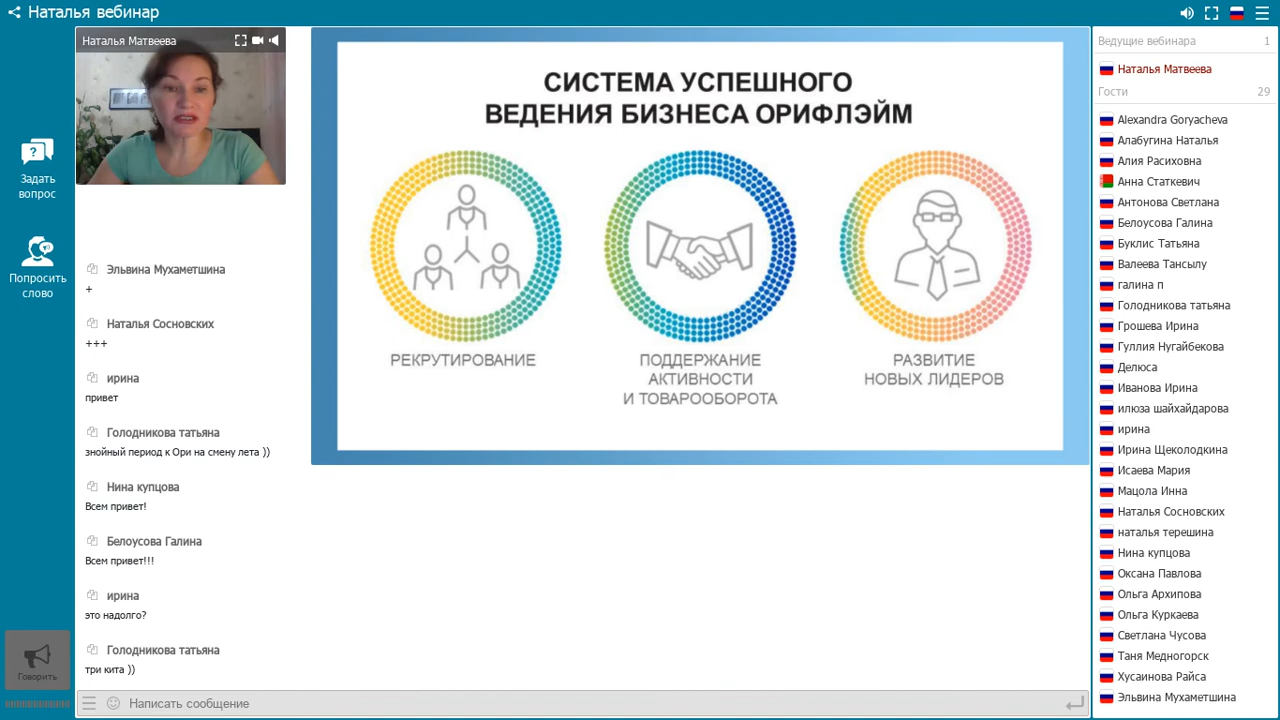 Наталья вебинар
Задать
вопрос
Попросить
слово
Говорить
Наталья Матвеева
Эльвина Мухаметшина
+
Наталья Сосновских
+++
ирина
привет
Голодникова татьяна
знойный период к Ори на смену лета ))
Нина купцова
Всем привет!
Белоусова Галина
Всем привет!!!
ирина
это надолго?
Голодникова татьяна
три кита ))
Написать сообщение
СИСТЕМА УСПЕШНОГО
ВЕДЕНИЯ БИЗНЕСА ОРИФЛЭЙМ
РЕКРУТИРОВАНИЕ
ПОДДЕРЖАНИЕ
АКТИВНОСТИ
И ТОВАРООБОРОТА
РАЗВИТИЕ
НОВЫХ ЛИДЕРОВ
Ведущие вебинара 1
Наталья Матвеева
Гости 29
Alexandra Goryacheva
Алабугина Наталья
Алия Расиховна
Анна Статкевич
Антонова Светлана
Белоусова Галина
Буклис Татьяна
Валеева Тансылу
галина п
Голодникова татьяна
Грошева Ирина
Гуллия Нугайбекова
Делюса
Иванова Ирина
илюза шайхайдарова
ирина
Ирина Щеколодкина
Исаева Мария
Мацола Инна
Наталья Сосновских
наталья терешина
Нина купцова
Оксана Павлова
Ольга Архипова
Ольга Куркаева
Светлана Чусова
Таня Медногорск
Хусаинова Райса
Эльвина Мухаметшина